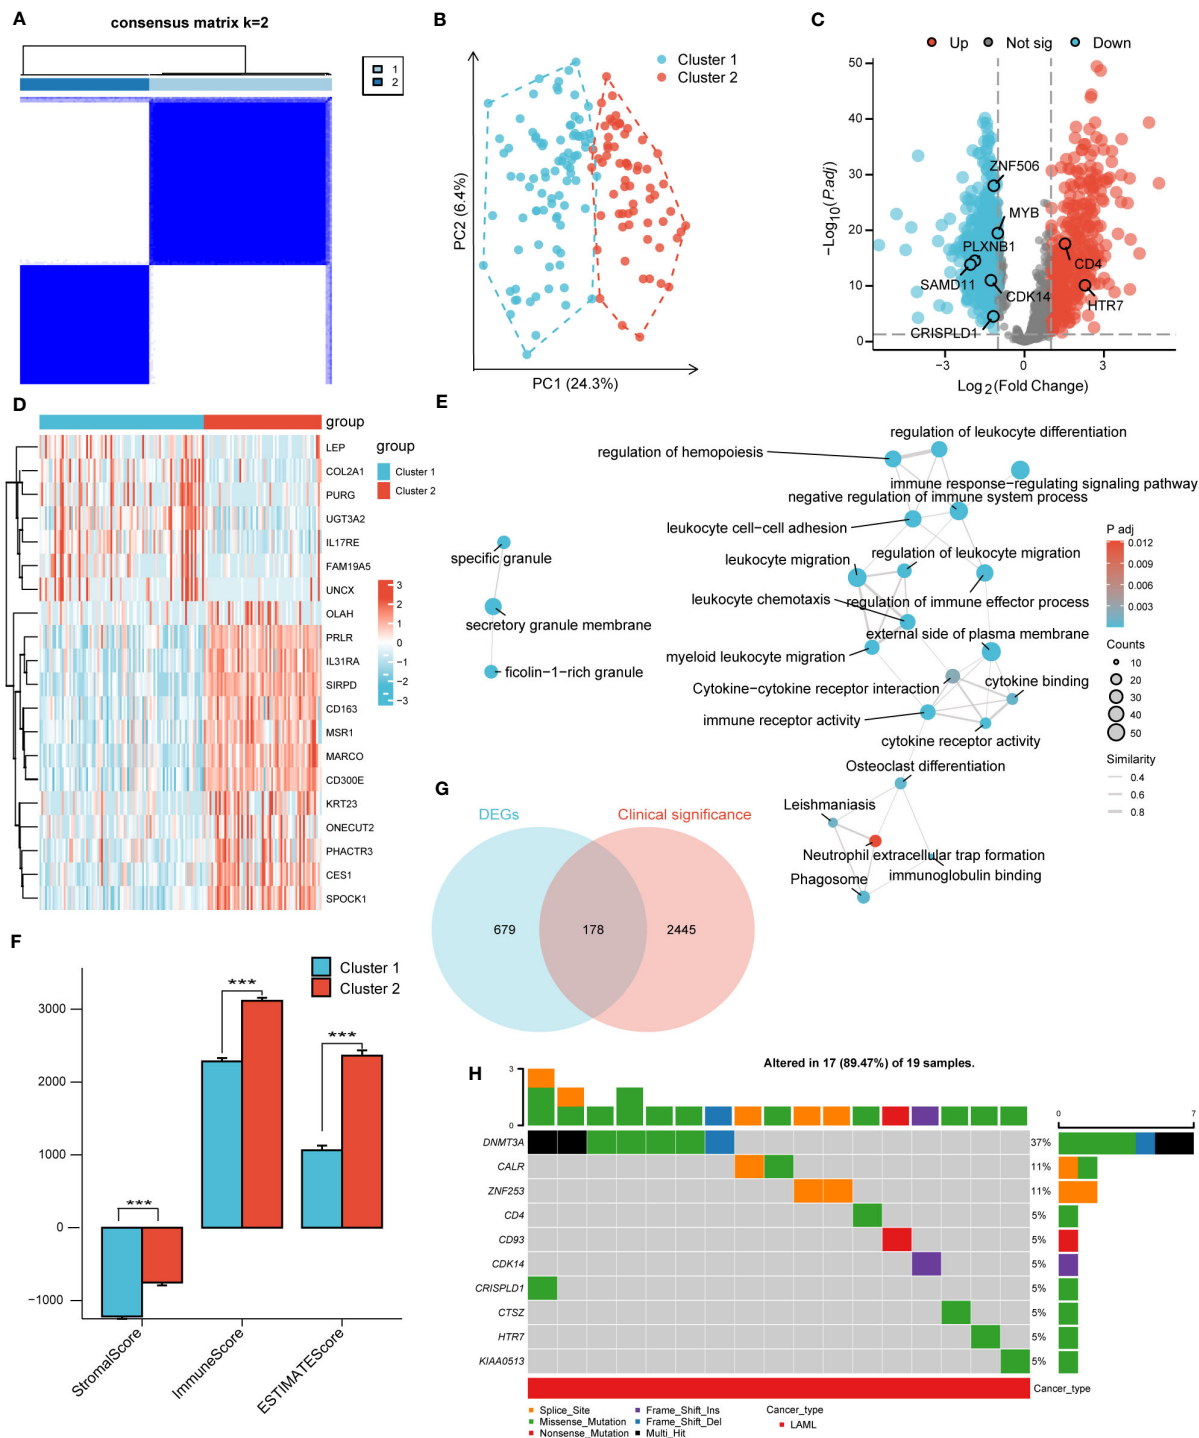 A
consensus matrix k=2
1
2
B
Cluster 1
Cluster 2
PC2 (6.4%)
PC1 (24.3%)
C
Up
Not sig
Down
50
40
30
20
10
0
−Log10(P.adj)
ZNF506
MYB
PLXNB1
SAMD11
CD4
CDK14
HTR7
CRISPLD1
−3
0
3
Log2(Fold Change)
D
group
LEP
COL2A1
PURG
UGT3A2
IL17RE
FAM19A5
UNCX
OLAH
PRLR
IL31RA
SIRPD
CD163
MSR1
MARCO
CD300E
KRT23
ONECUT2
PHACTR3
CES1
SPOCK1
group
Cluster 1
Cluster 2
3
2
1
0
−1
−2
−3
E
regulation of leukocyte differentiation
regulation of hemopoiesis
immune response−regulating signaling pathway
negative regulation of immune system process
leukocyte cell−cell adhesion
leukocyte migration
regulation of leukocyte migration
specific granule
leukocyte chemotaxis
regulation of immune effector process
secretory granule membrane
external side of plasma membrane
myeloid leukocyte migration
ficolin−1−rich granule
Cytokine−cytokine receptor interaction
cytokine binding
immune receptor activity
cytokine receptor activity
Osteoclast differentiation
Leishmaniasis
Neutrophil extracellular trap formation
Phagosome
immunoglobulin binding
P adj
0.012
0.009
0.006
0.003
Counts
10
20
30
40
50
Similarity
0.4
0.6
0.8
G
DEGs
Clinical significance
679
178
2445
F
Cluster 1
Cluster 2
3000
2000
1000
0
−1000
***
***
***
StromalScore
ImmuneScore
ESTIMATEScore
H
Altered in 17 (89.47%) of 19 samples.
3
0
0
7
DNMT3A
37%
CALR
11%
ZNF253
11%
CD4
5%
CD93
5%
CDK14
5%
CRISPLD1
5%
CTSZ
5%
HTR7
5%
KIAA0513
5%
Cancer_type
Splice_Site
Missense_Mutation
Nonsense_Mutation
Frame_Shift_Ins
Frame_Shift_Del
Multi_Hit
Cancer_type
LAML